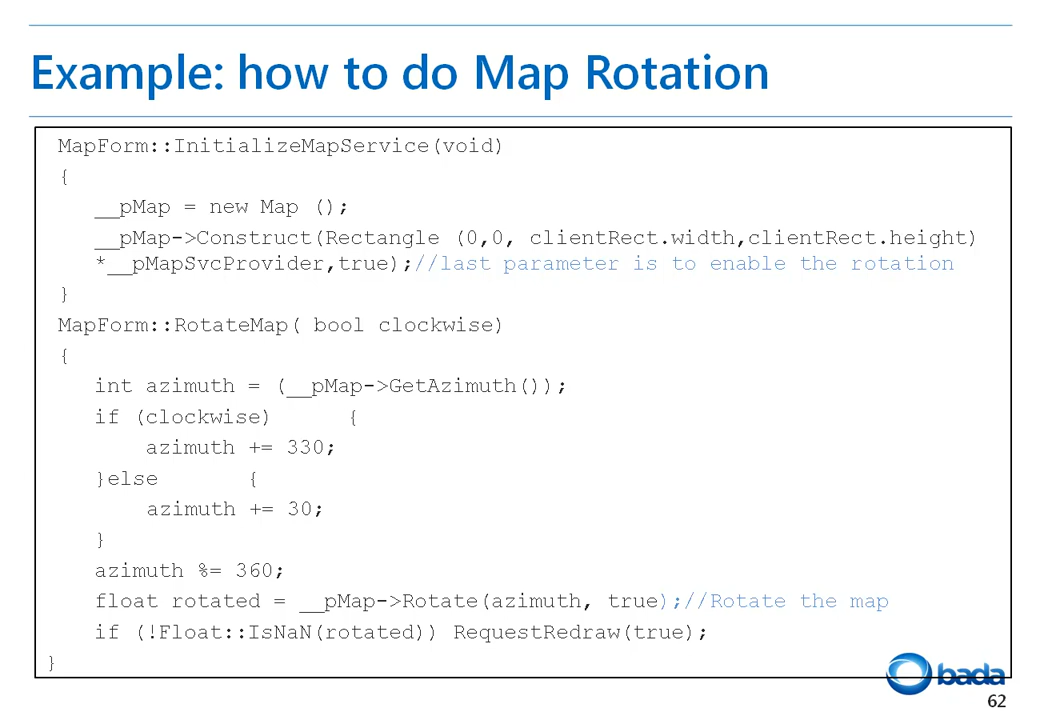 Example: how to do Map Rotation
MapForm::InitializeMapService(void)
{
__pMap = new Map ();
__pMap->Construct(Rectangle (0,0, clientRect.width,clientRect.height)
*__pMapSvcProvider,true);//last parameter is to enable the rotation
}
MapForm::RotateMap( bool clockwise)
{
int azimuth = (__pMap->GetAzimuth());
if (clockwise) {
azimuth += 330;
}else {
azimuth += 30;
}
azimuth %= 360;
float rotated = __pMap->Rotate(azimuth, true);//Rotate the map
if (!Float::IsNaN(rotated)) RequestRedraw(true);
}
bada
62